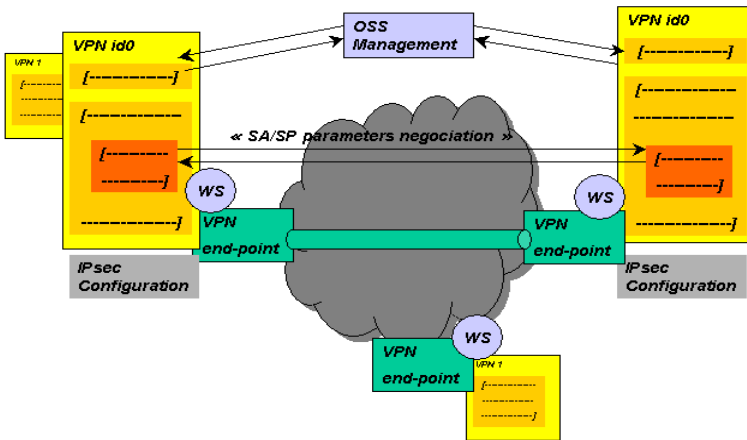 OSS
Management
VPN id0
[----------------]
[-----------------
[------------
------------]
------------------]
VPN 1
[---------------
---------------
---------------]
IPsec
Configuration
« SA/SP parameters negociation »
WS
VPN
end-point
VPN id0
[----------------]
[-----------------
------------------
[------------
------------]
------------------]
IPsec
Configuration
WS
VPN
end-point
WS
VPN
end-point
VPN 1
[---------------
---------------
---------------]